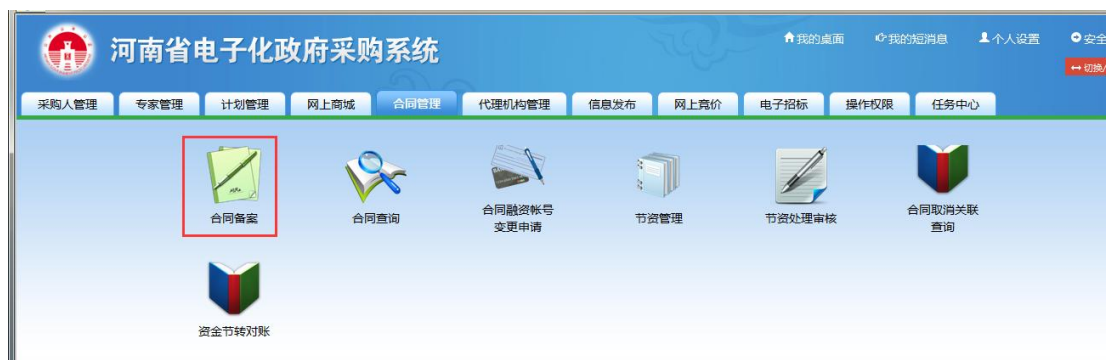 河南省电子化政府采购系统
我的桌面 我的短消息 个人设置 安全
切换
采购人管理 专家管理 计划管理 网上商城 合同管理 代理机构管理 信息发布 网上竞价 电子招标 操作权限 任务中心
合同备案 合同查询 合同融资帐号 节资管理 节资处理审核 合同取消关联
变更申请 查询
资金节转对账